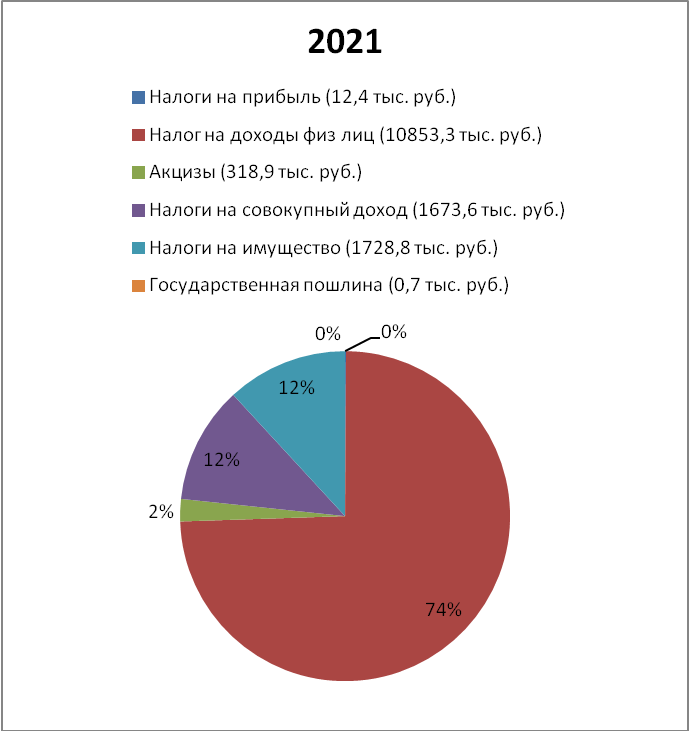 2021
Налоги на прибыль (12,4 тыс. руб.)
Налог на доходы физ лиц (10853,3 тыс. руб.)
Акцизы (318,9 тыс. руб.)
Налоги на совокупный доход (1673,6 тыс. руб.)
Налоги на имущество (1728,8 тыс. руб.)
Государственная пошлина (0,7 тыс. руб.)
0%
0%
12%
12%
2%
74%